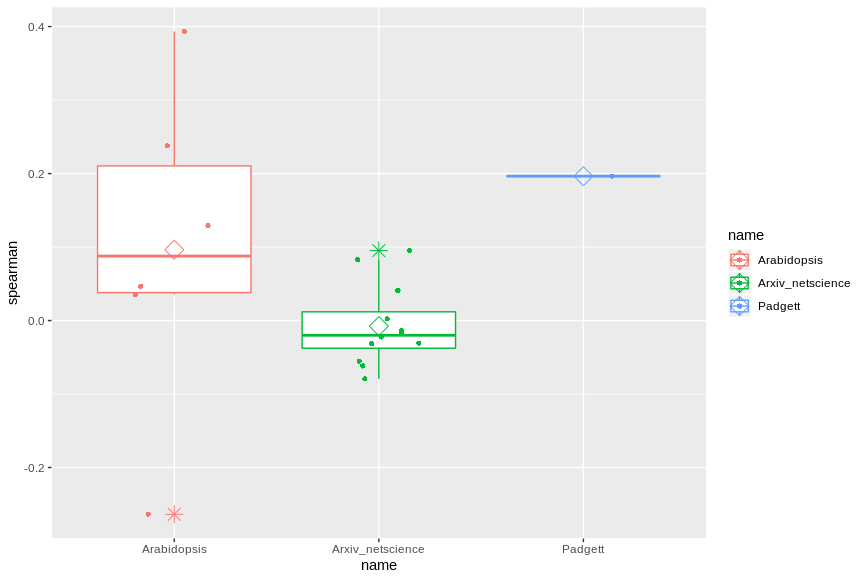 0.4
0.2
0.0
-0.2
spearman
Arabidopsis
Arxiv_netscience
Padgett
name
name
Arabidopsis
Arxiv_netscience
Padgett